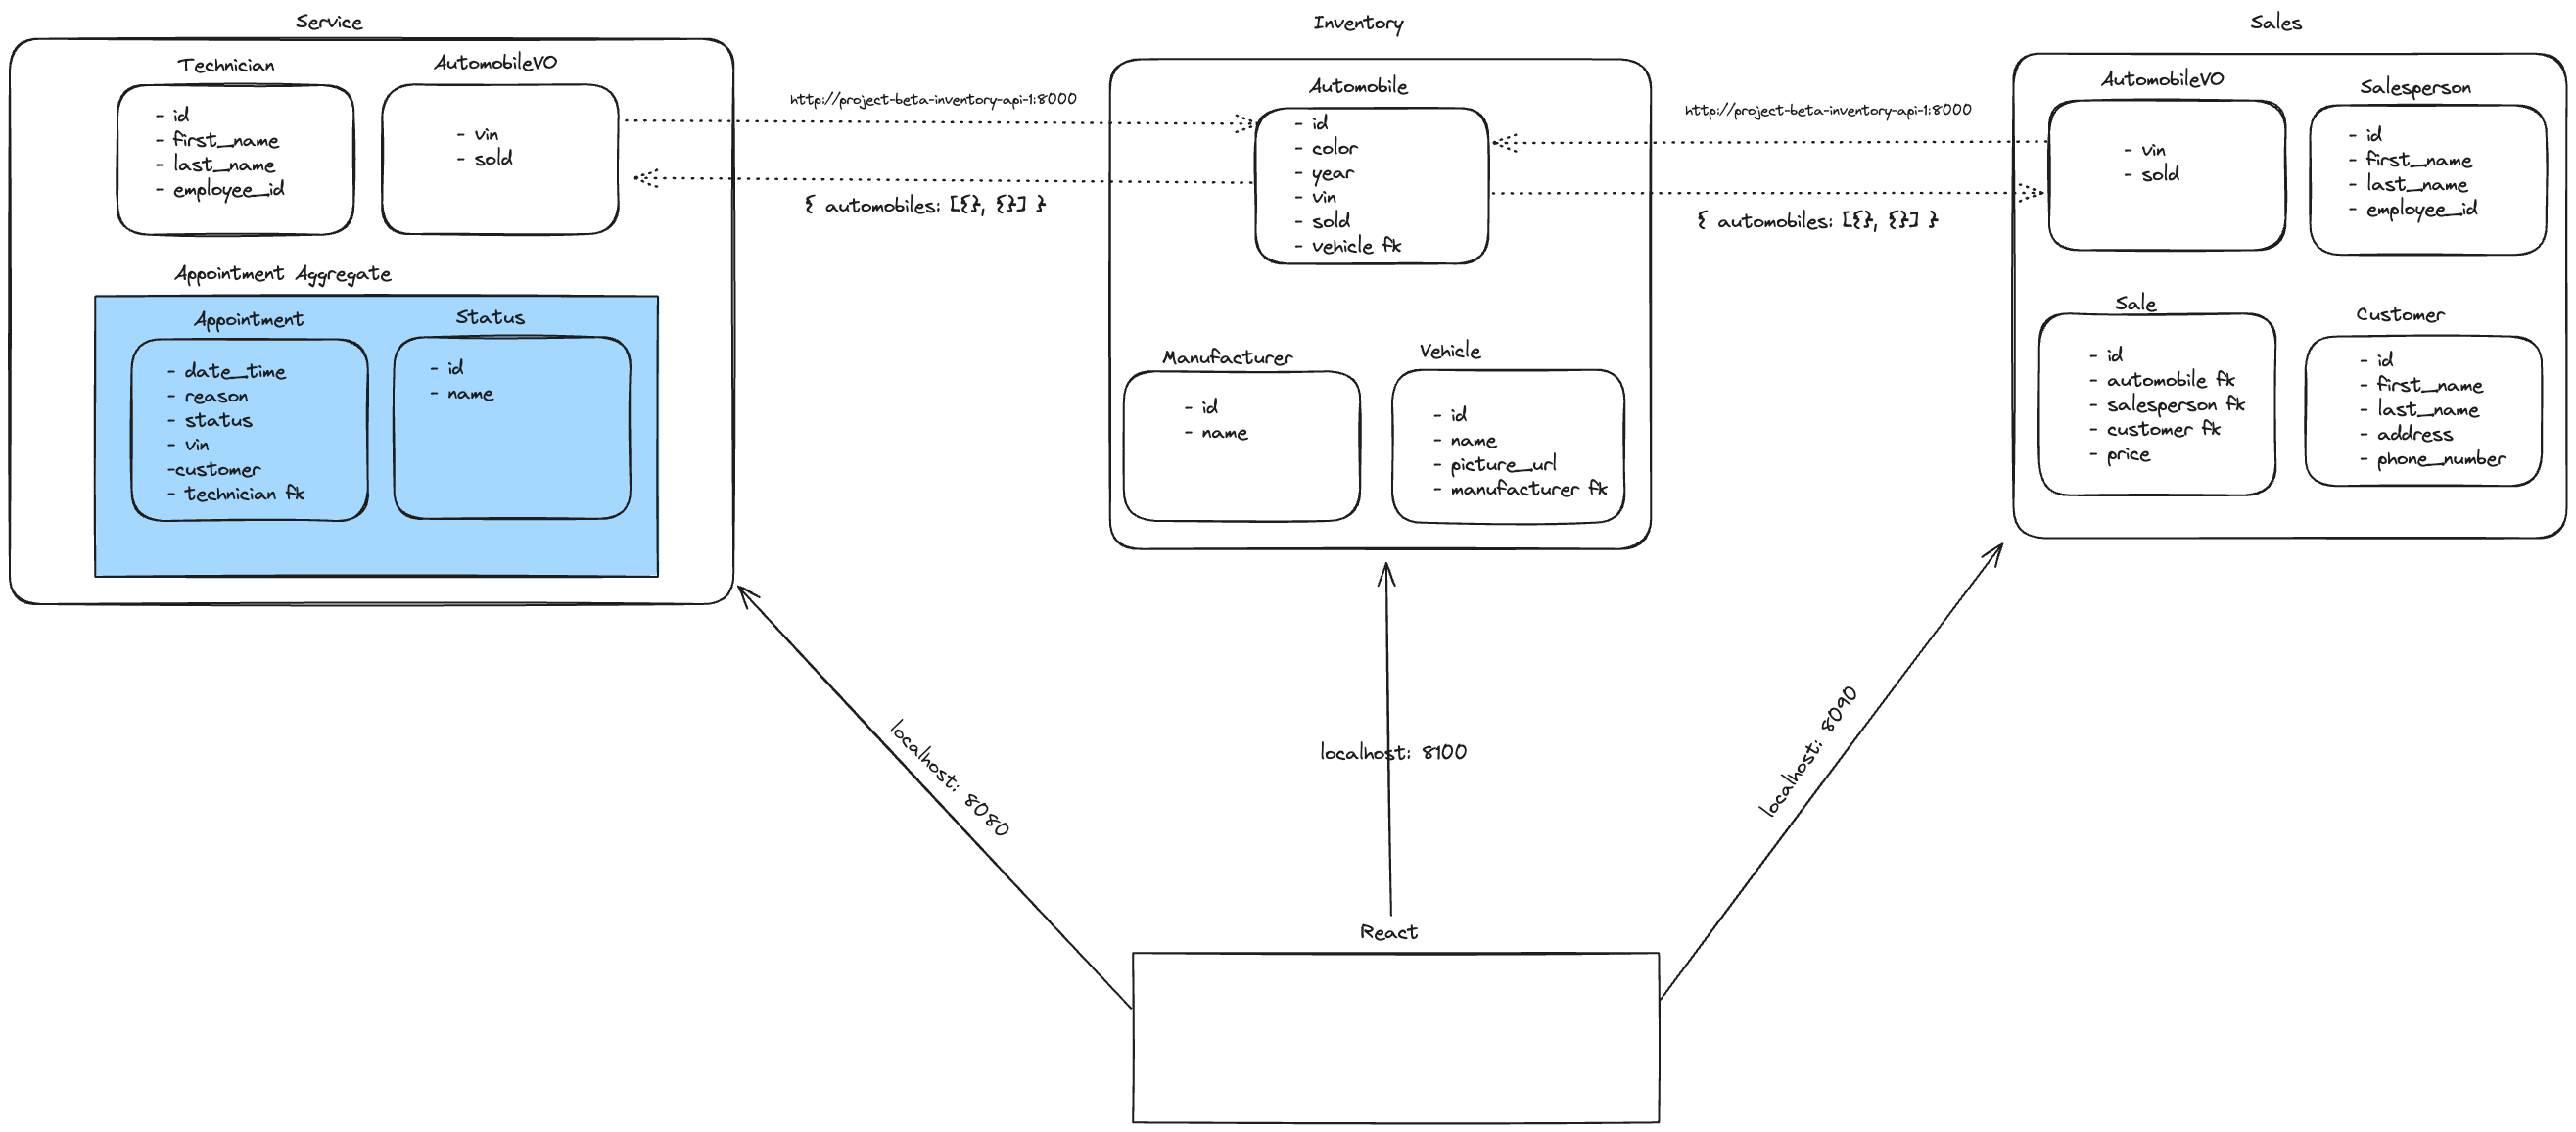 Service
Technician
- id
- first_name
- last_name
- employee_id
AutomobileVO
- vin
- sold
Appointment Aggregate
Appointment
- date_time
- reason
- status
- vin
-customer
- technician fk
Status
- id
- name
http://project-beta-inventory-api-1:8000
{ automobiles: [{}, {}] }
Inventory
Automobile
- id
- color
- year
- vin
- sold
- vehicle fk
Manufacturer
- id
- name
Vehicle
- id
- name
- picture_url
- manufacturer fk
http://project-beta-inventory-api-1:8000
{ automobiles: [{}, {}] }
Sales
AutomobileVO
- vin
- sold
Salesperson
- id
- first_name
- last_name
- employee_id
Sale
- id
- automobile fk
- salesperson fk
- customer fk
- price
Customer
- id
- first_name
- last_name
- address
- phone_number
localhost: 8080
localhost: 8100
localhost: 8090
React